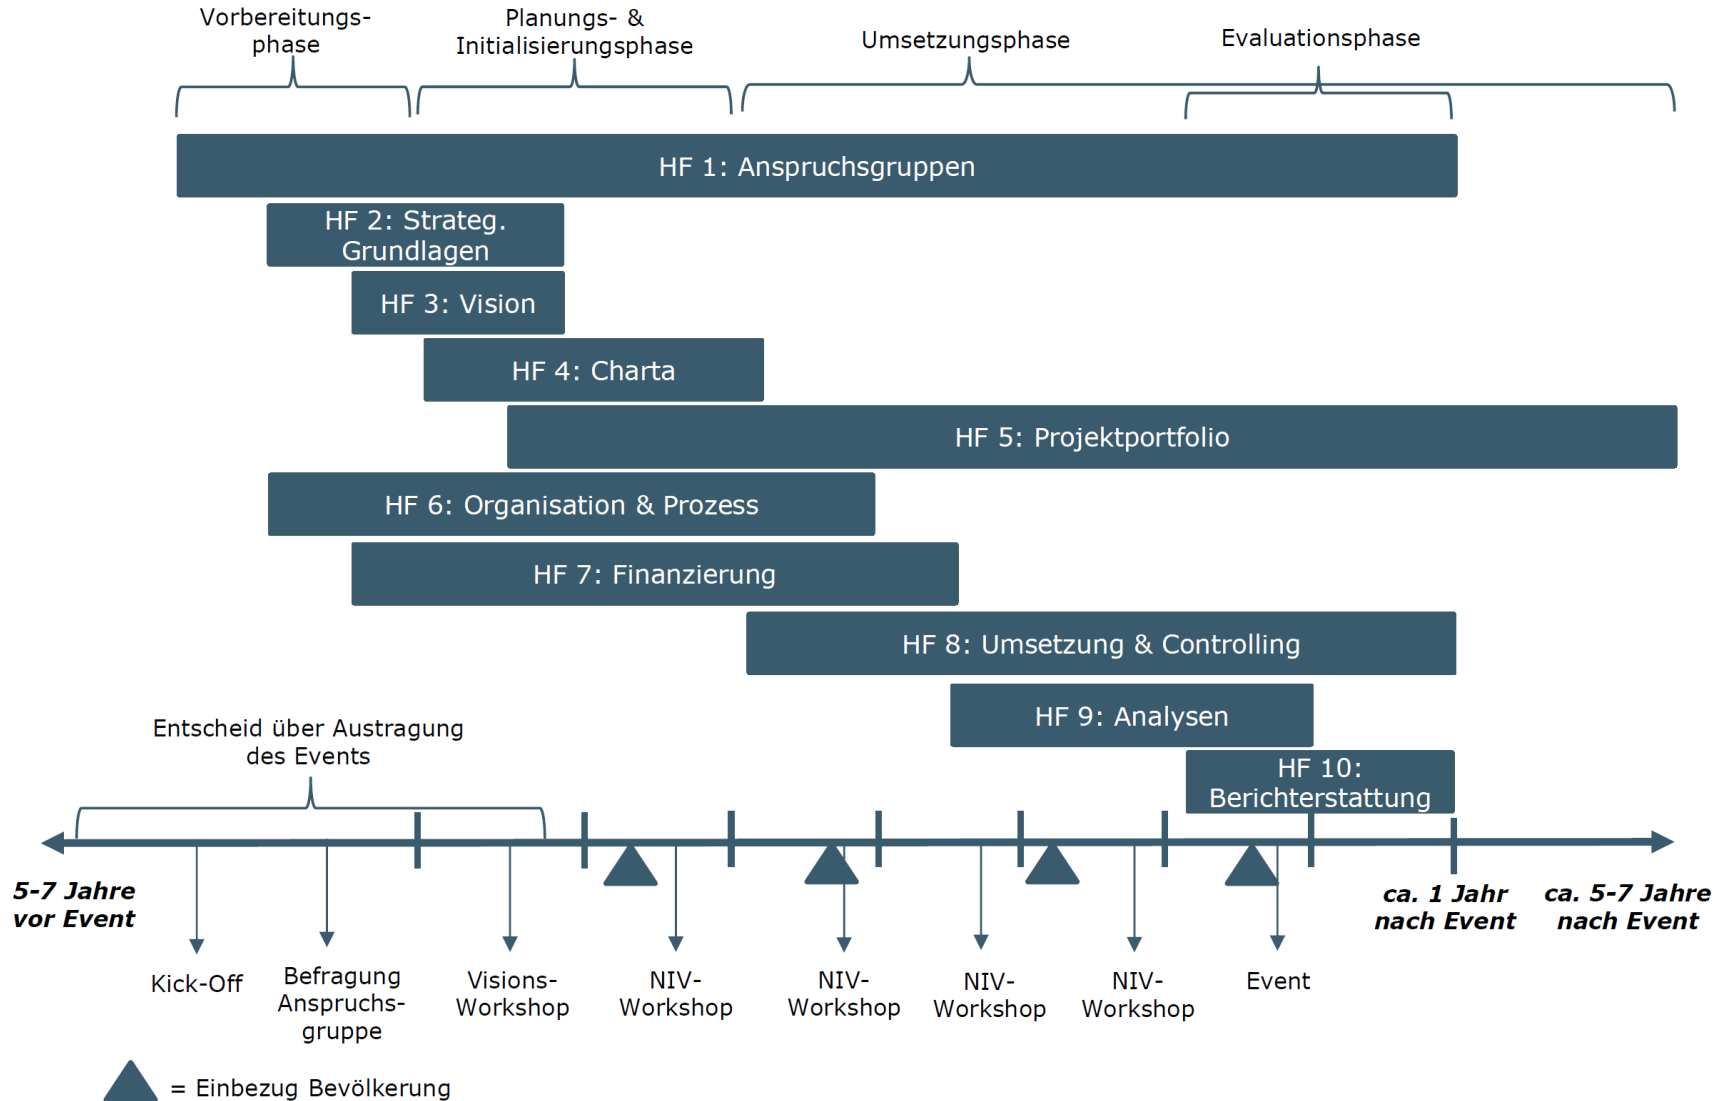 Vorbereitungs-
phase
Planungs- &
Initialisierungsphase
Umsetzungsphase
Evaluationsphase
HF 1: Anspruchsgruppen
HF 2: Strateg.
Grundlagen
HF 3: Vision
HF 4: Charta
HF 5: Projektportfolio
HF 6: Organisation & Prozess
HF 7: Finanzierung
HF 8: Umsetzung & Controlling
HF 9: Analysen
HF 10:
Berichterstattung
Entscheid über Austragung
des Events
5-7 Jahre
vor Event
ca. 1 Jahr
nach Event
ca. 5-7 Jahre
nach Event
Kick-Off
Befragung
Anspruchs-
gruppe
Visions-
Workshop
NIV-
Workshop
NIV-
Workshop
NIV-
Workshop
NIV-
Workshop
Event
= Einbezug Bevölkerung